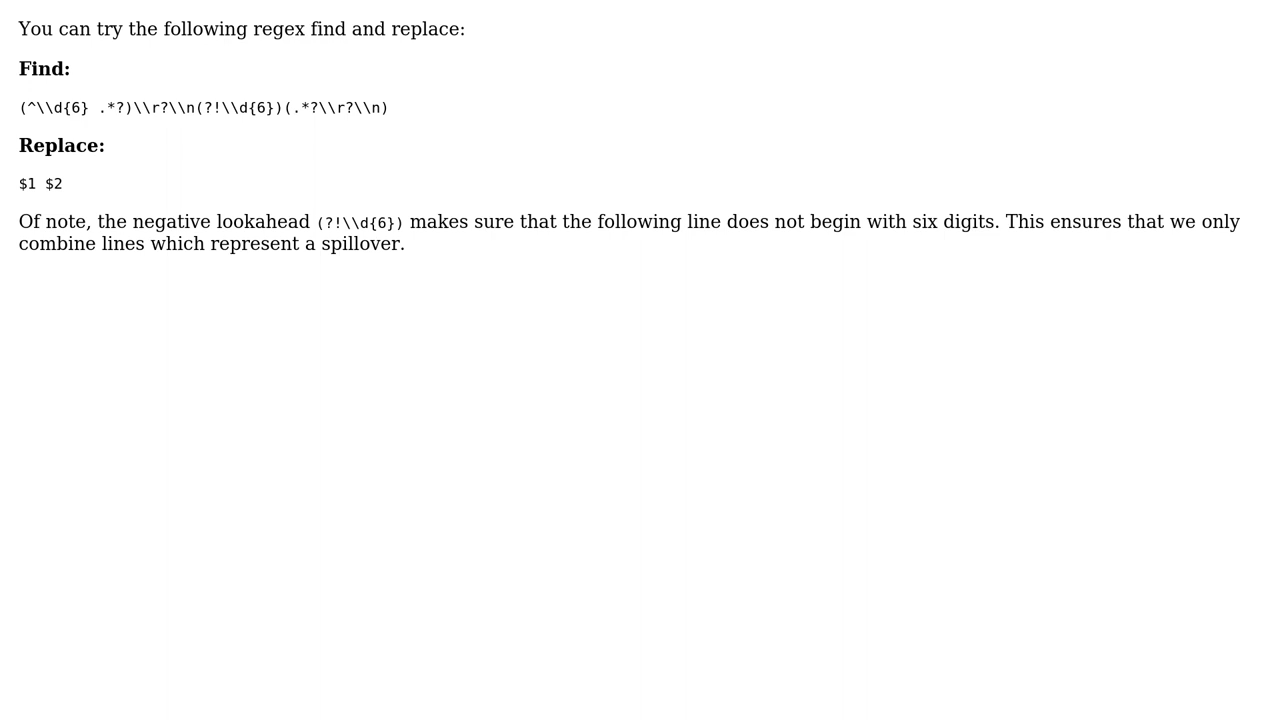 You can try the following regex find and replace:
Find:
(^\\d{6} .*?)\\r?\\n(?!\\d{6})(.*?\\r?\\n)
Replace:
$1 $2
Of note, the negative lookahead (?!\\d{6}) makes sure that the following line does not begin with six digits. This ensures that we only
combine lines which represent a spillover.